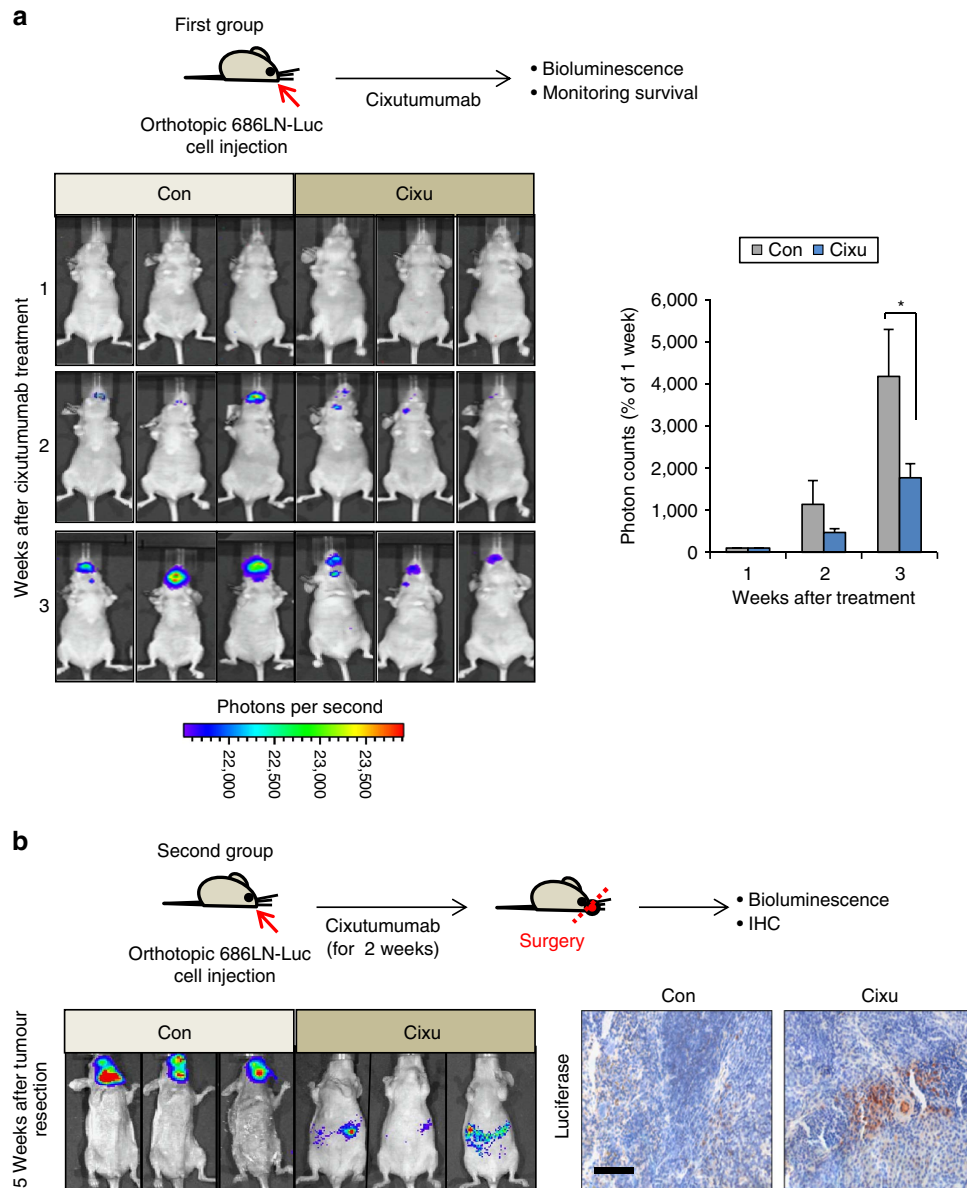 a
First group
Orthotopic 686LN-Luc
cell injection
Cixutumumab
• Bioluminescence
• Monitoring survival
Con
Cixu
Weeks after cixutumumab treatment
1
2
3
Photons per second
22,000
22,500
23,000
23,500
Con
Cixu
Photon counts (% of 1 week)
6,000
5,000
4,000
3,000
2,000
1,000
0
*
1
2
3
Weeks after treatment
b
Second group
Orthotopic 686LN-Luc
cell injection
Cixutumumab
(for 2 weeks)
Surgery
• Bioluminescence
• IHC
5 Weeks after tumour
resection
Con
Cixu
Con
Cixu
Luciferase